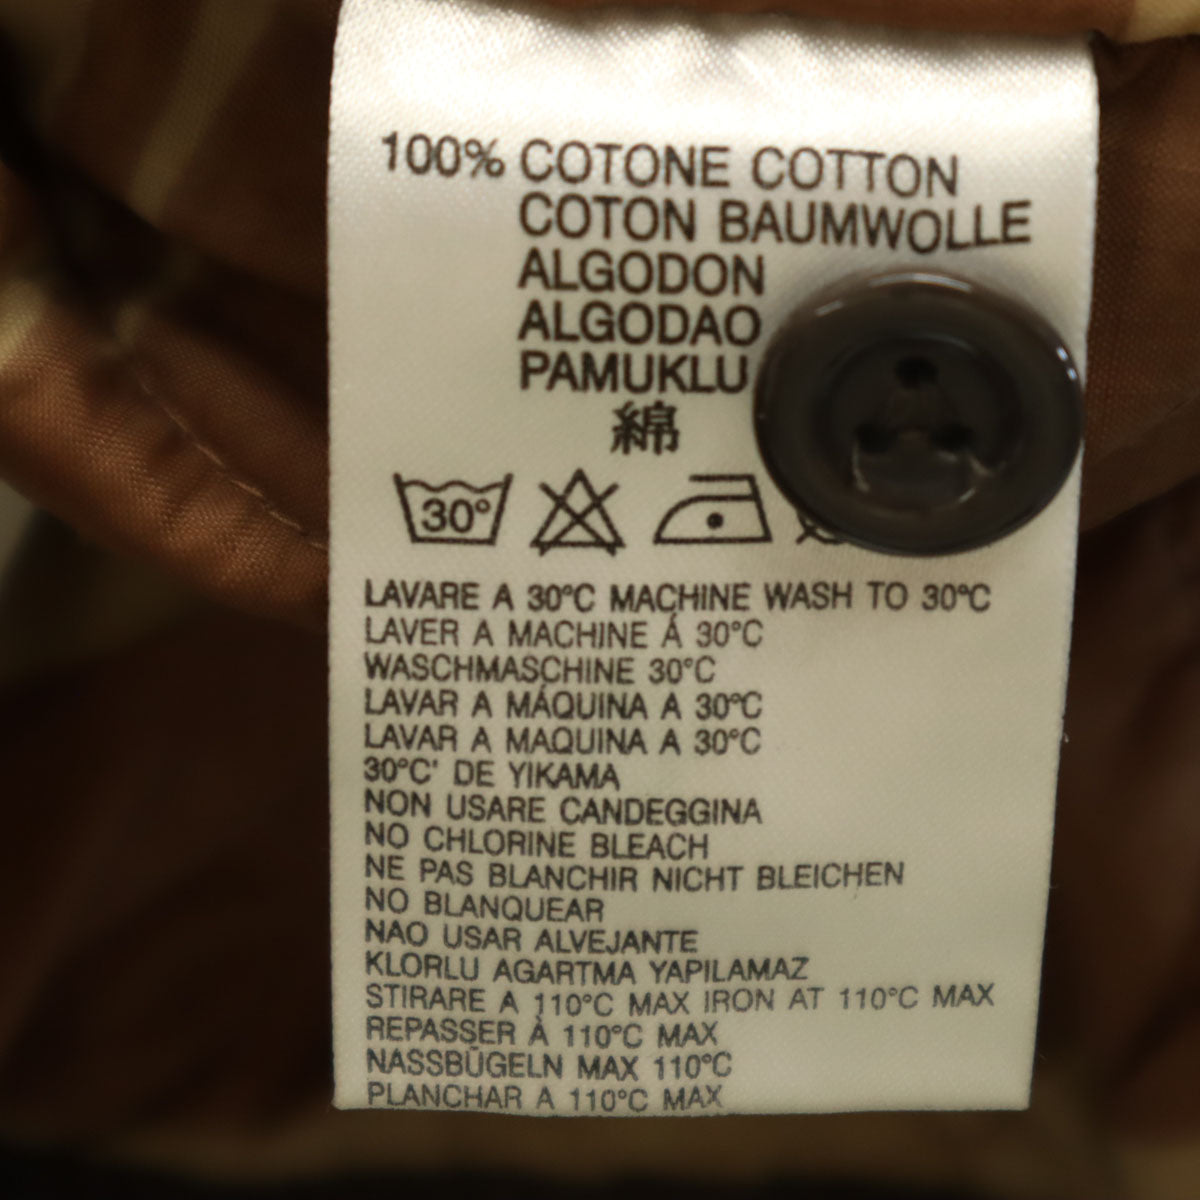 100% COTONE COTTON
COTON BAUMWOLLE
ALGODON
ALGODAO
PAMUKLU
綿
30°
LAVARE A 30°C MACHINE WASH TO 30°C
LAVER A MACHINE Á 30°C
WASCHMASCHINE 30°C
LAVAR A MÁQUINA A 30°C
LAVAR A MAQUINA A 30°C
30°C' DE YIKAMA
NON USARE CANDEGGINA
NO CHLORINE BLEACH
NE PAS BLANCHIR NICHT BLEICHEN
NO BLANQUEAR
NAO USAR ALVEJANTE
KLORLU AGARTMA YAPILAMAZ
STIRARE A 110°C MAX IRON AT 110°C MAX
REPASSER À 110°C MAX
NASSBÜGELN MAX 110°C
PLANCHAR A 110°C MAX